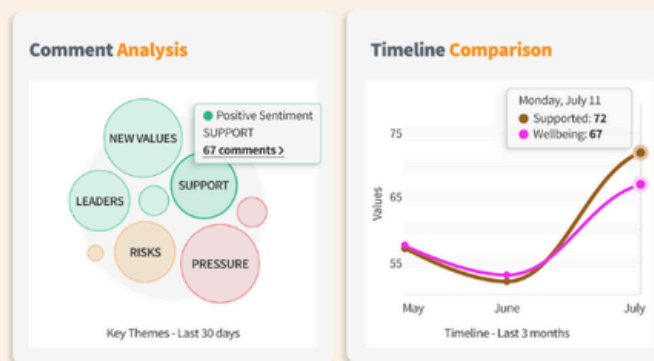 Comment Analysis
NEW VALUES
Positive Sentiment
SUPPORT
67 comments >
SUPPORT
LEADERS
RISKS
PRESSURE
Key Themes - Last 30 days
Timeline Comparison
Monday, July 11
Supported: 72
Wellbeing: 67
Values
75
65
55
May June July
Timeline - Last 3 months